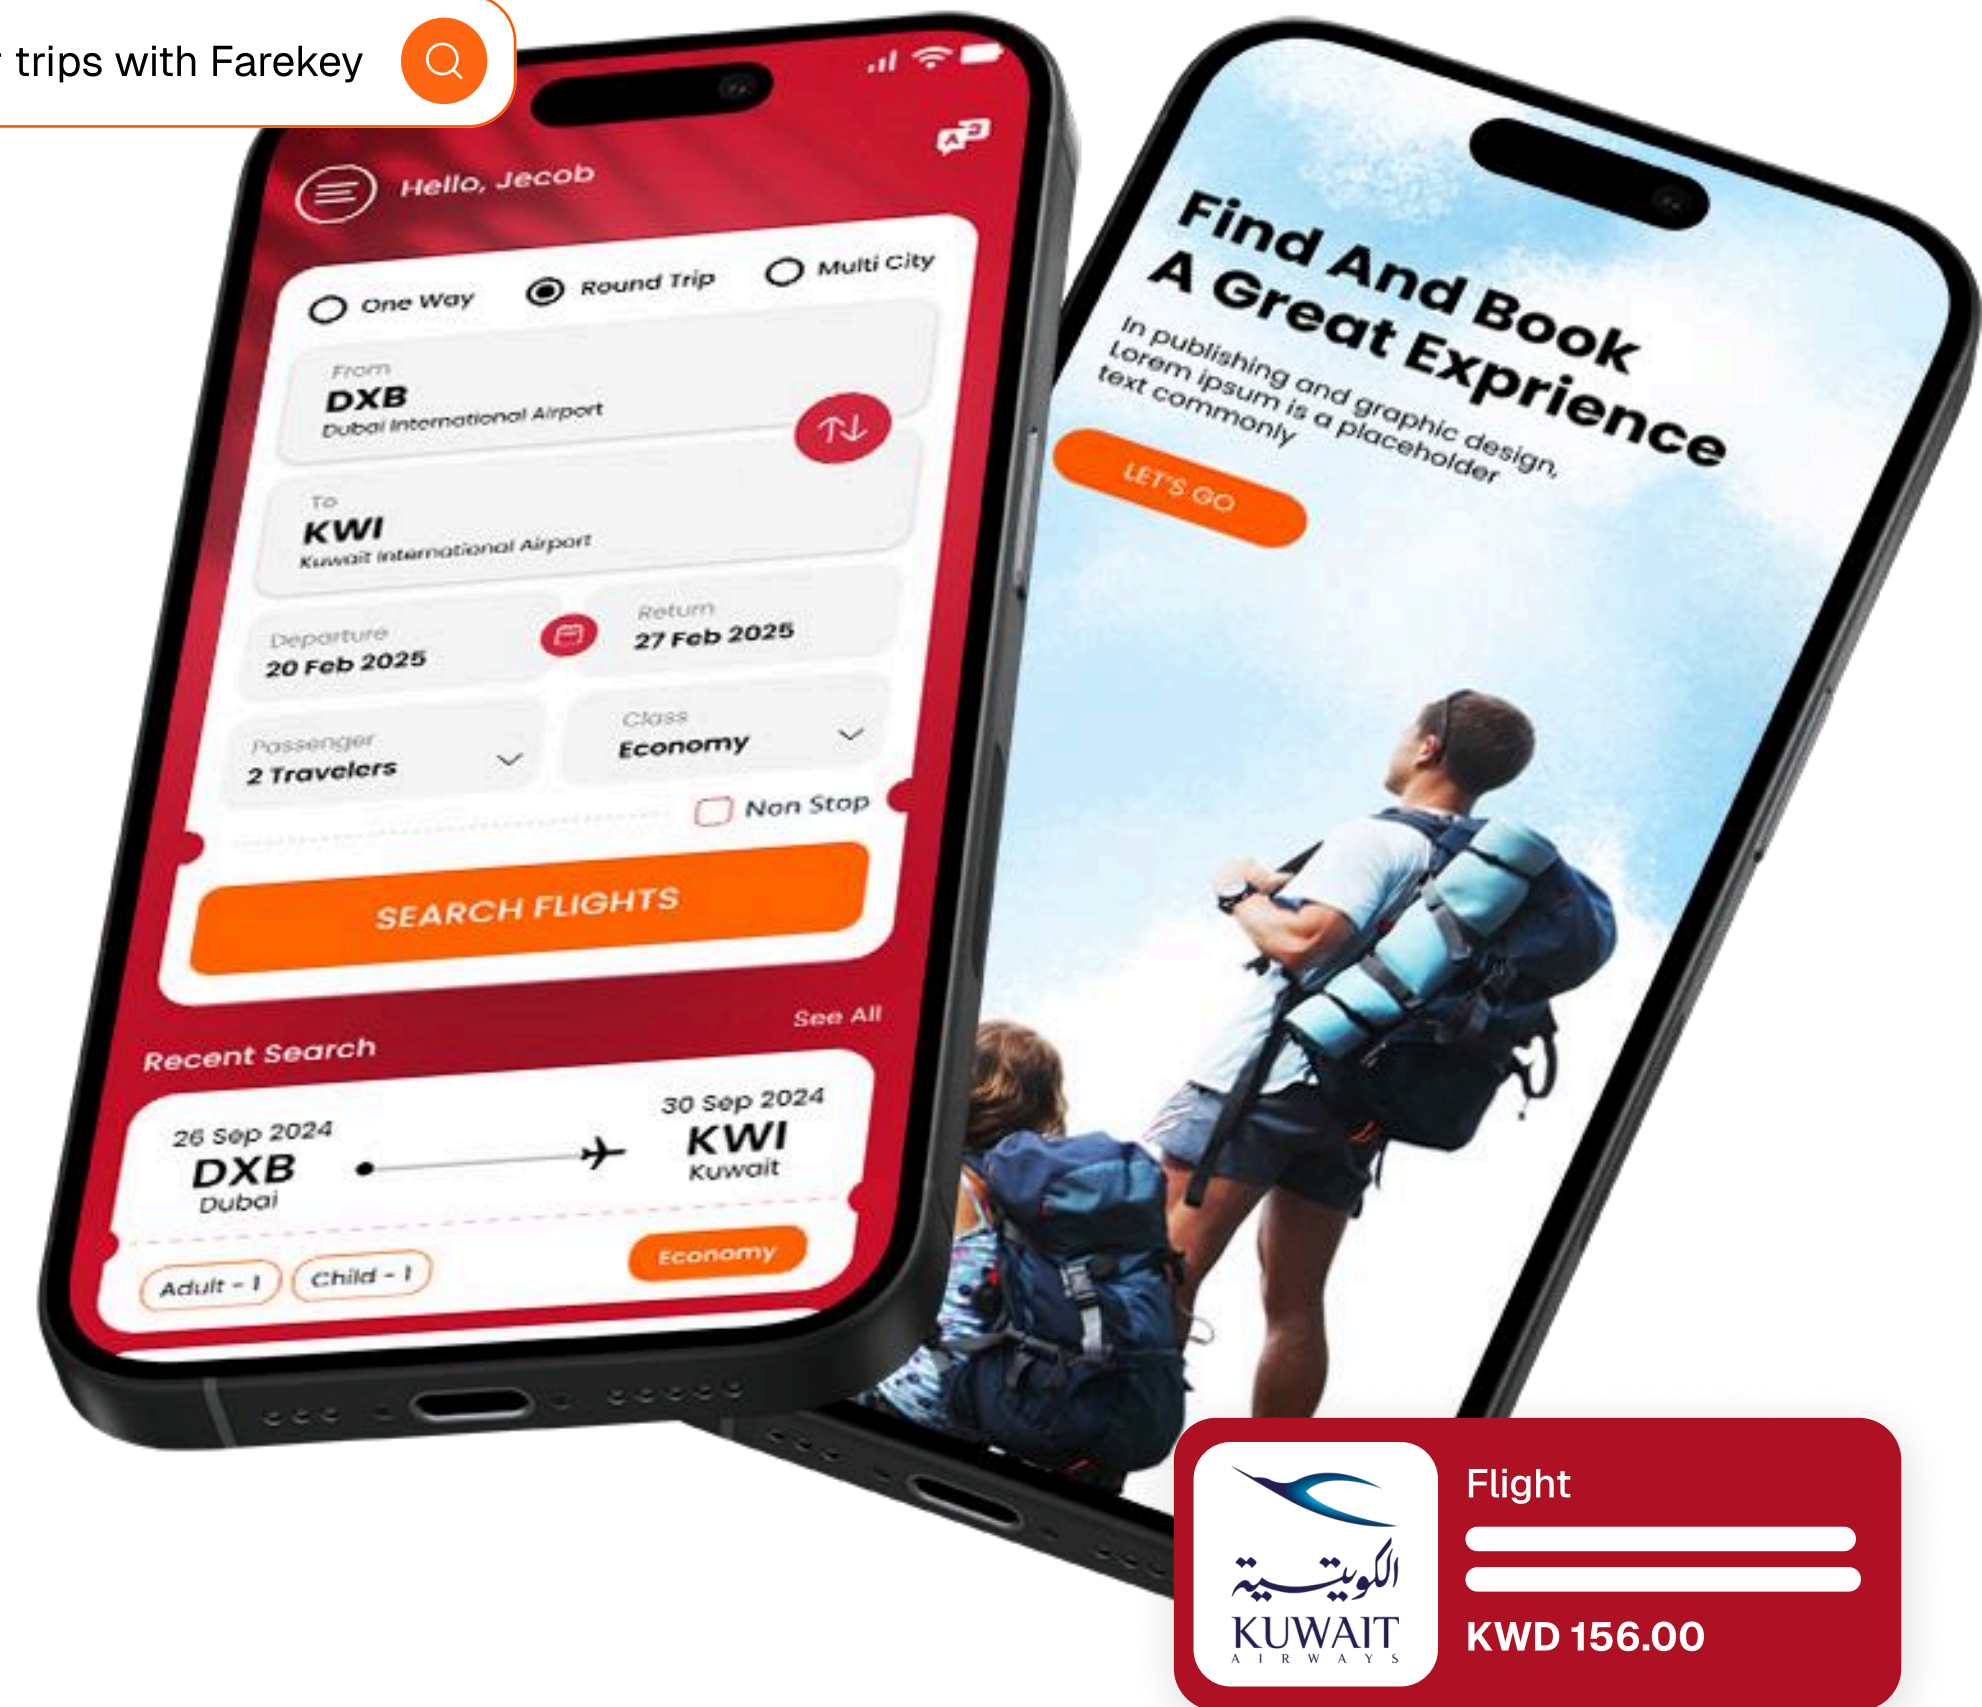 trips with Farekey
Hello, Jecob
One Way
Round Trip
Multi City
From
DXB
Dubai International Airport
To
KWI
Kuwait International Airport
Departure
20 Feb 2025
Return
27 Feb 2025
Passenger
2 Travelers
Class
Economy
Non Stop
SEARCH FLIGHTS
Recent Search
See All
26 Sep 2024
DXB
Dubai
30 Sep 2024
KWI
Kuwait
Adult - 1
Child - 1
Economy
Find And Book
A Great Exprience
In publishing and graphic design,
Lorem ipsum is a placeholder
text commonly
LET'S GO
الكويتية
KUWAIT
AIRWAYS
Flight
KWD 156.00